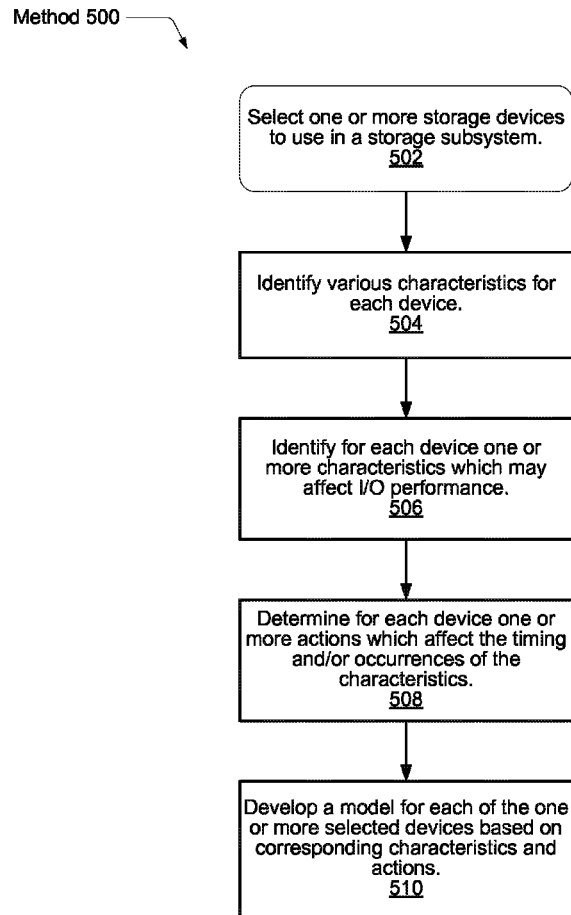 Method 500
Select one or more storage devices
to use in a storage subsystem.
502
Identify various characteristics for
each device.
504
Identify for each device one or
more characteristics which may
affect I/O performance.
506
Determine for each device one or
more actions which affect the timing
and/or occurrences of the
characteristics.
508
Develop a model for each of the one
or more selected devices based on
corresponding characteristics and
actions.
510